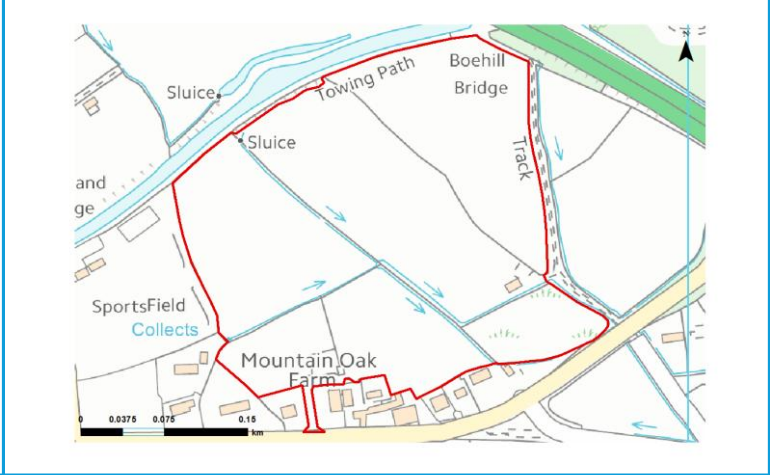 Boehill
Bridge
Towing Path
Sluice
Sluice
Track
and
ge
SportsField
Collects
Mountain Oak
Farm
0 0.0375 0.075 0.15
km